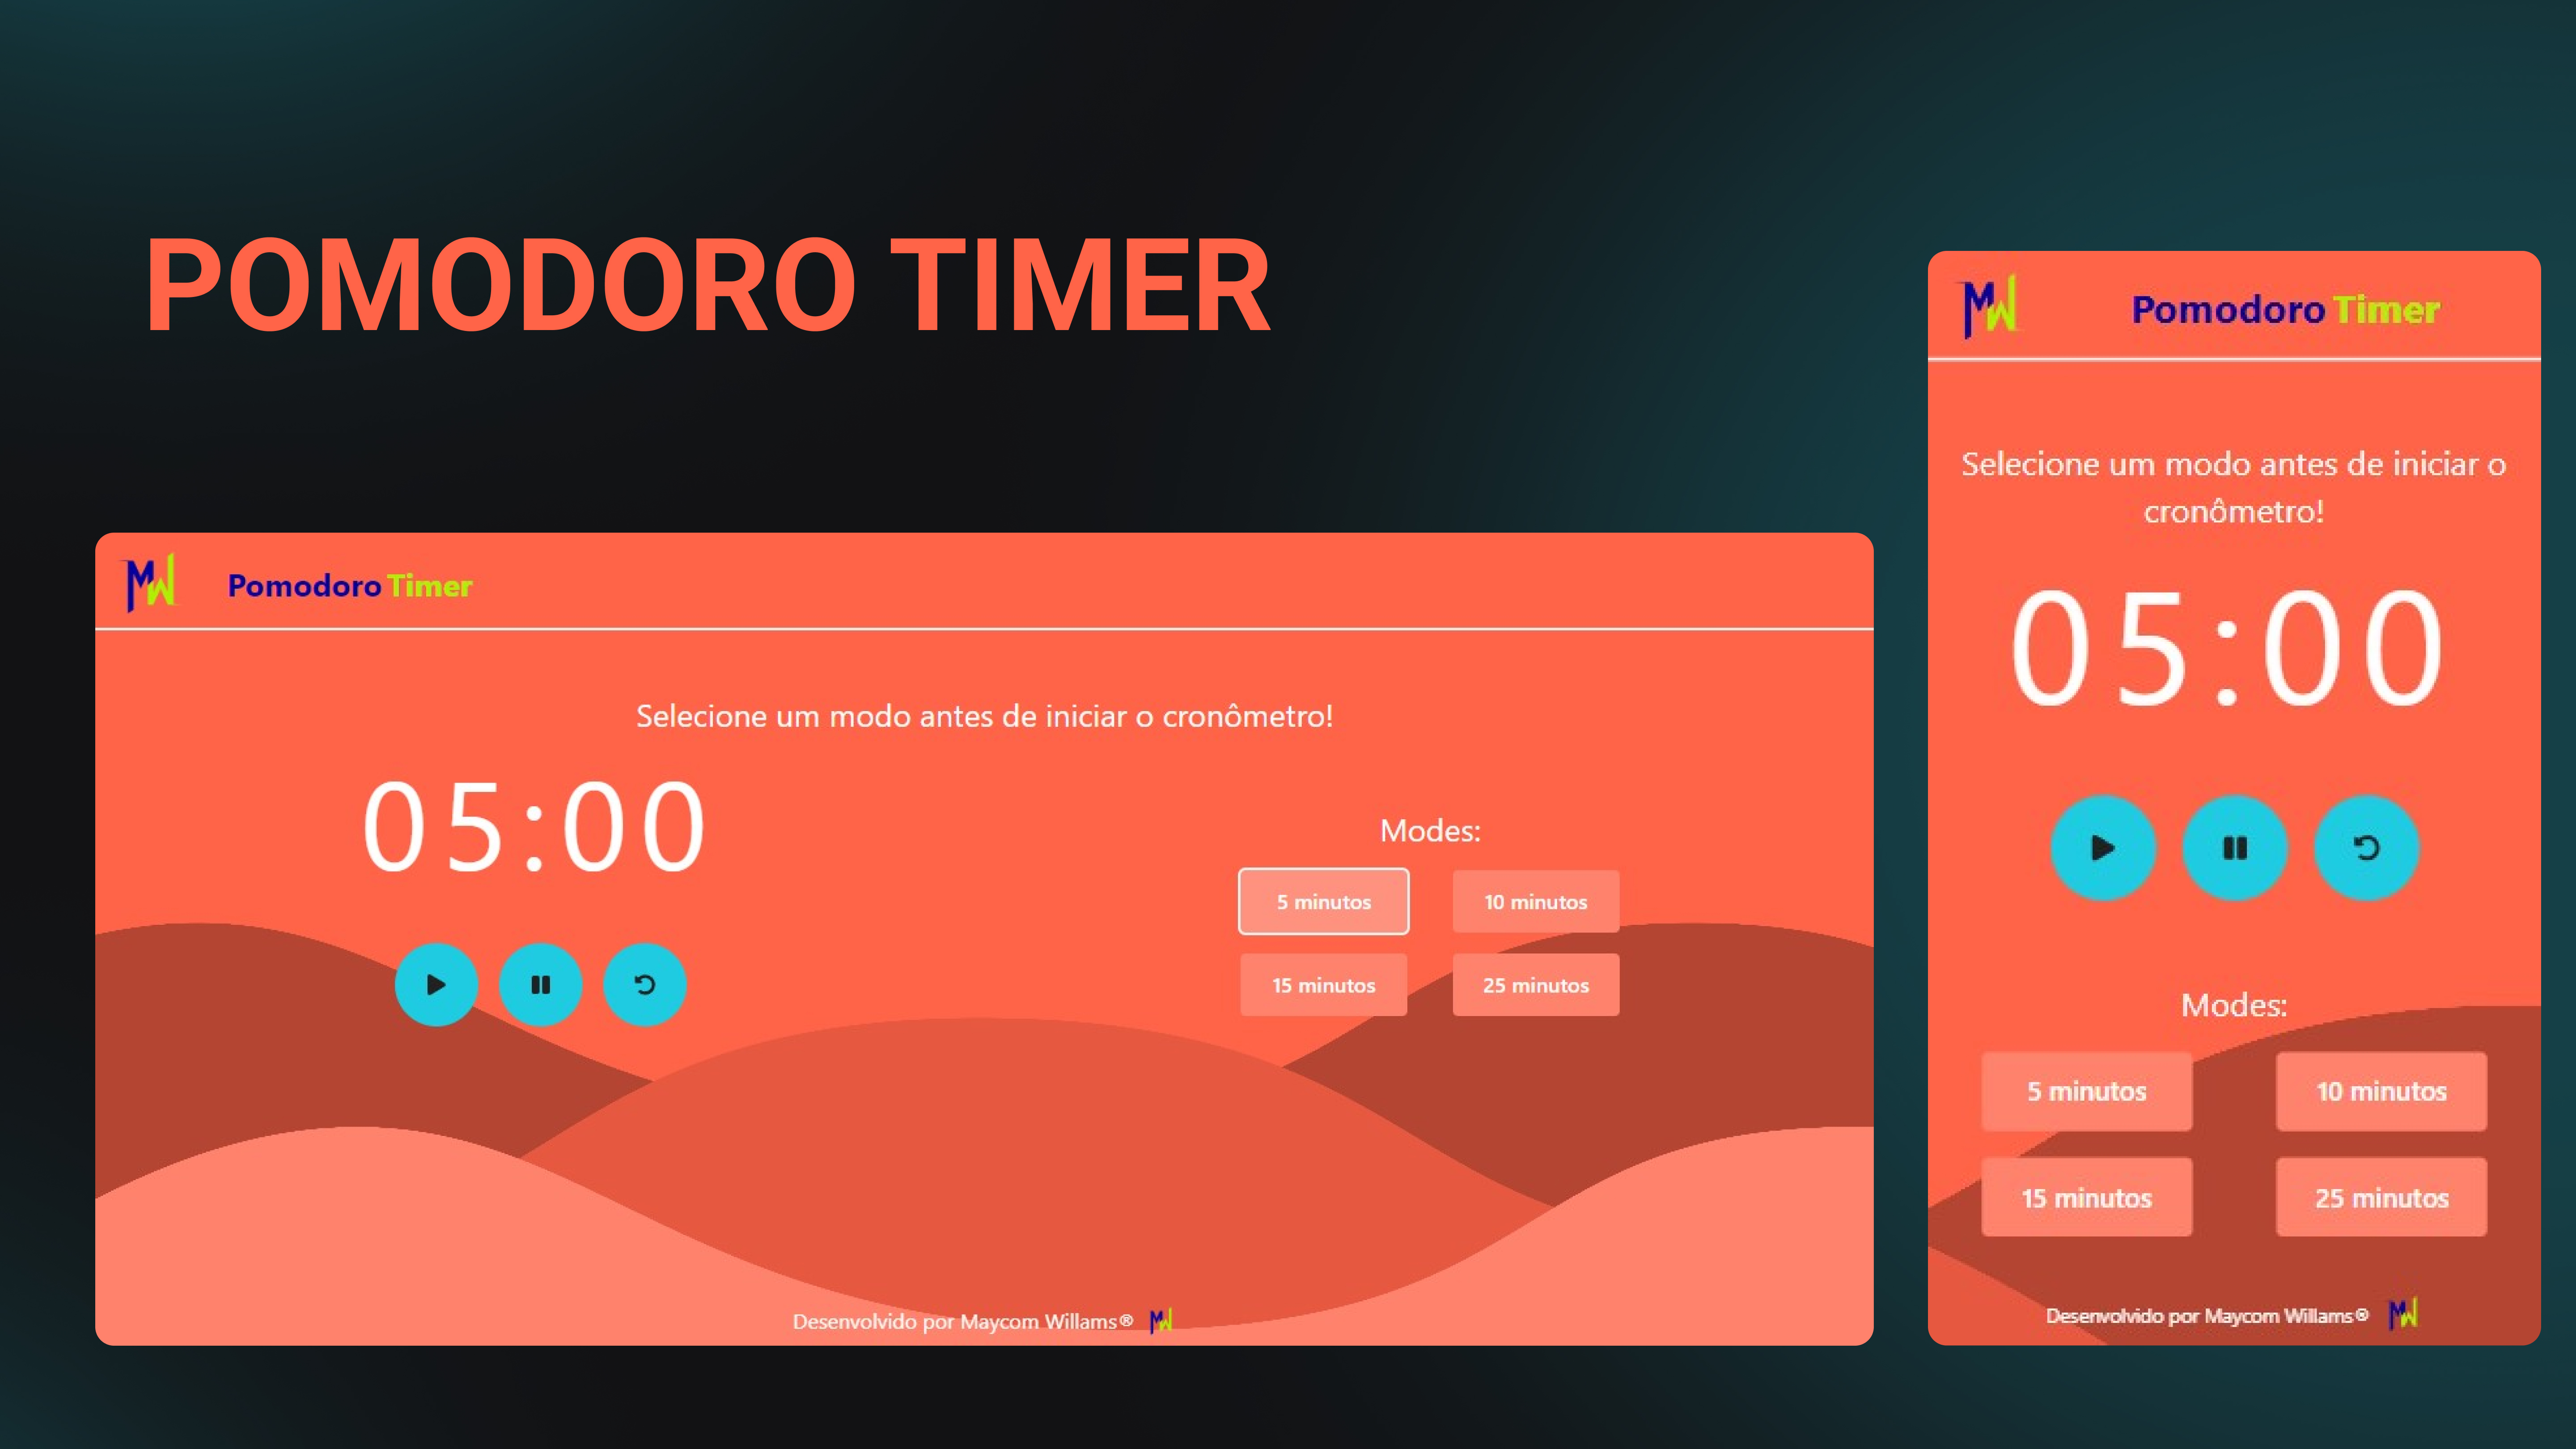 POMODORO TIMER
MW Pomodoro Timer
Selecione um modo antes de iniciar o cronômetro!
05:00
Modes:
5 minutos
10 minutos
15 minutos
25 minutos
Desenvolvido por Maycom Willams® MW
MW Pomodoro Timer
Selecione um modo antes de iniciar o
cronômetro!
05:00
Modes:
5 minutos
10 minutos
15 minutos
25 minutos
Desenvolvido por Maycom Willams® MW